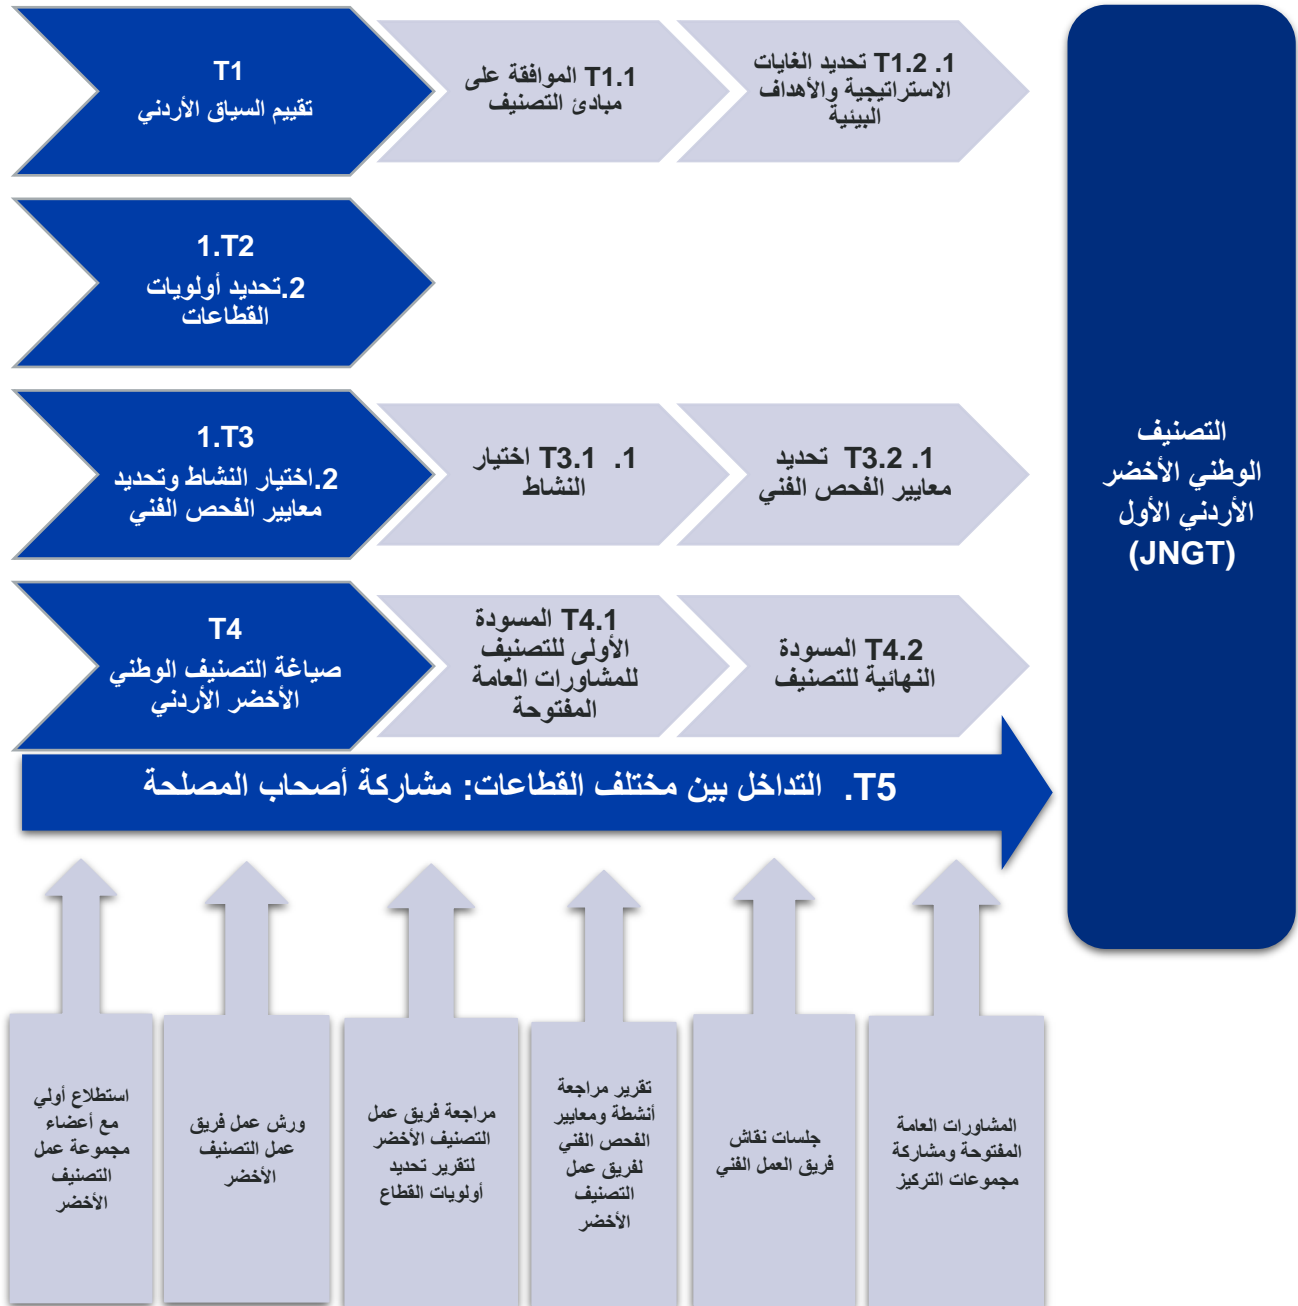 T1
تقييم السياق الأردني
T1.1 الموافقة على
مبادئ التصنيف
1. T1.2 تحديد الغايات
الاستراتيجية والأهداف
البيئية
1.T2
2.تحديد أولويات
القطاعات
1.T3
2.اختيار النشاط وتحديد
معايير الفحص الفني
1. T3.1 اختيار
النشاط
1. T3.2 تحديد
معايير الفحص الفني
T4
صياغة التصنيف الوطني
الأخضر الأردني
T4.1 المسودة
الأولى للتصنيف
للمشاورات العامة
المفتوحة
T4.2 المسودة
النهائية للتصنيف
T5. التداخل بين مختلف القطاعات: مشاركة أصحاب المصلحة
التصنيف
الوطني الأخضر
الأردني الأول
(JNGT)
استطلاع أولي
مع أعضاء
مجموعة عمل
التصنيف
الأخضر
ورش عمل فريق
عمل التصنيف
الأخضر
مراجعة فريق عمل
التصنيف الأخضر
لتقرير تحديد
أولويات القطاع
تقرير مراجعة
أنشطة ومعايير
الفحص الفني
لفريق عمل
التصنيف
الأخضر
جلسات نقاش
فريق العمل الفني
المشاورات العامة
المفتوحة ومشاركة
مجموعات التركيز